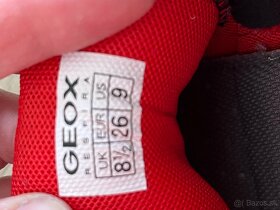 GEOX
RESPIRA
UK EUR US
8½ 26 9
Bazos.sk